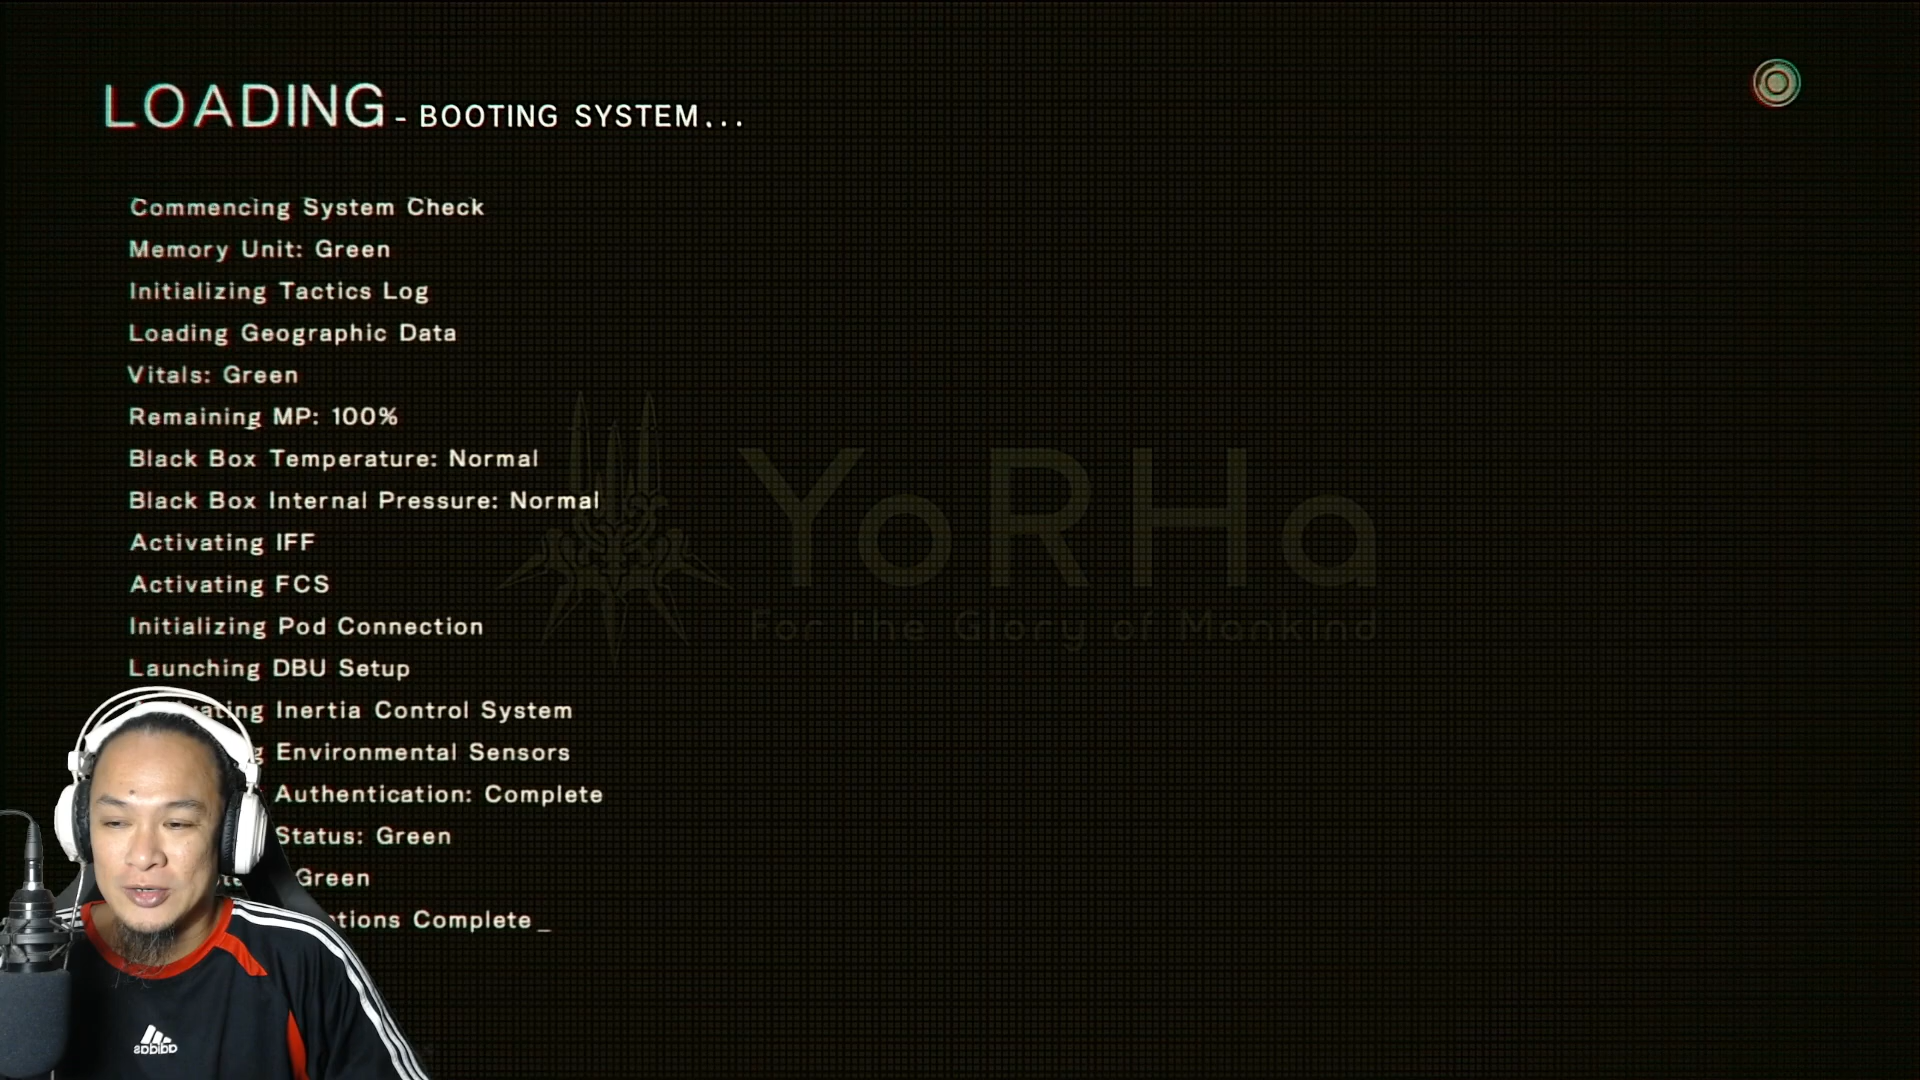 LOADING - BOOTING SYSTEM...
Commencing System Check
Memory Unit: Green
Initializing Tactics Log
Loading Geographic Data
Vitals: Green
Remaining MP: 100%
Black Box Temperature: Normal
Black Box Internal Pressure: Normal
Activating IFF
Activating FCS
Initializing Pod Connection
Launching DBU Setup
Inertia Control System
Environmental Sensors
Authentication: Complete
Status: Green
Green
Complete_
YoRHa
For the Glory of Mankind
adidas